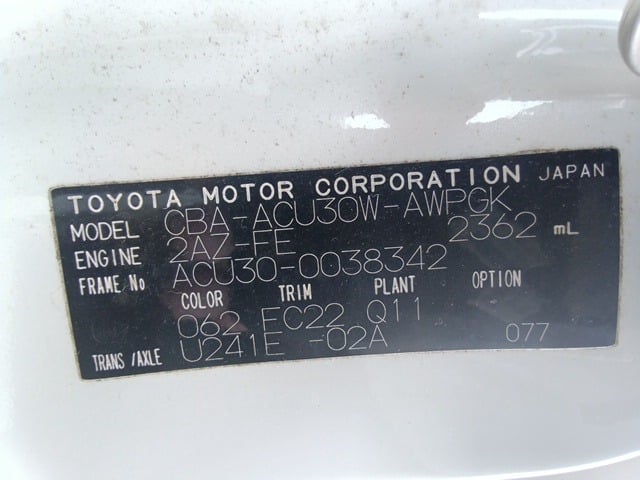 TOYOTA MOTOR CORPORATION JAPAN
MODEL CBA-ACU30W-AWPGK
ENGINE 2AZ-FE 2362 mL
FRAME No ACU30-0038342
COLOR TRIM PLANT OPTION
062 FC22 Q11
TRANS/AXLE U241E -02A 077